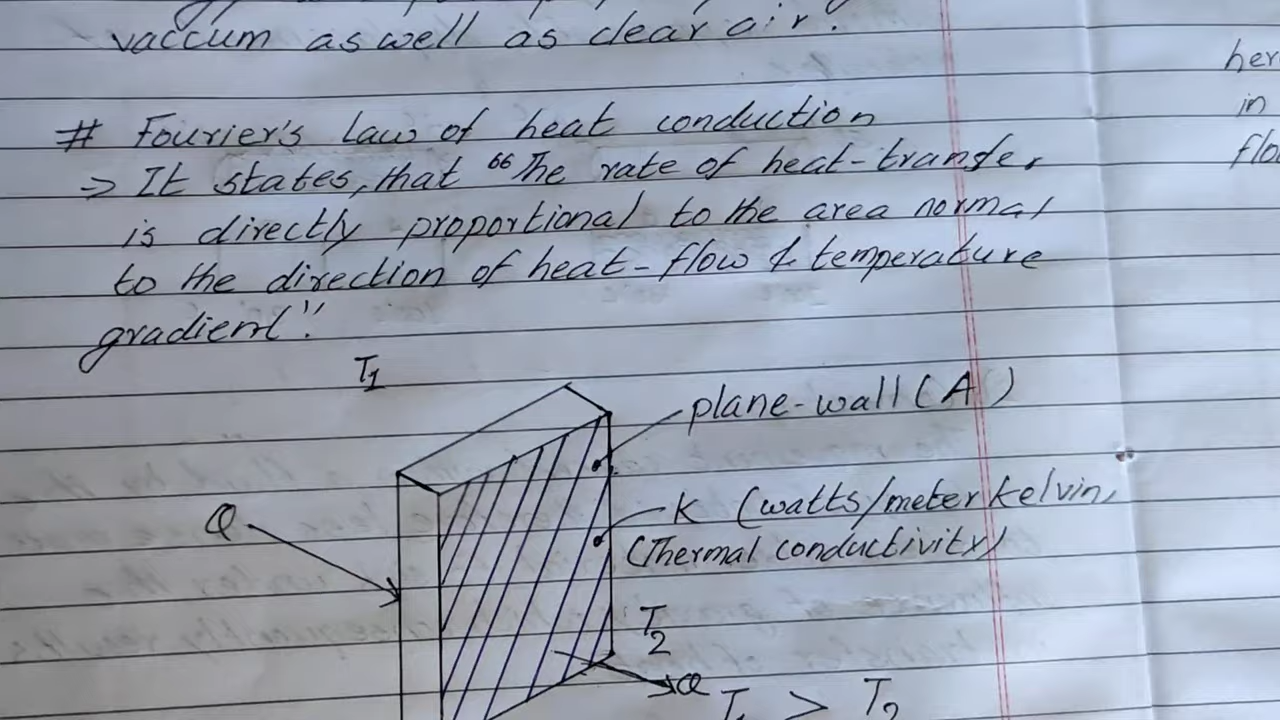 vaccum as well as clear air.
# Fourier's Law of heat conduction
⇒ It states, that "The rate of heat-transfer
is directly proportional to the area normal
to the direction of heat-flow & temperature
gradient".
T1
plane-wall (A)
Q
K (watts/meter kelvin)
(Thermal conductivity)
T2
Q
T1 > T2
her
in
flo